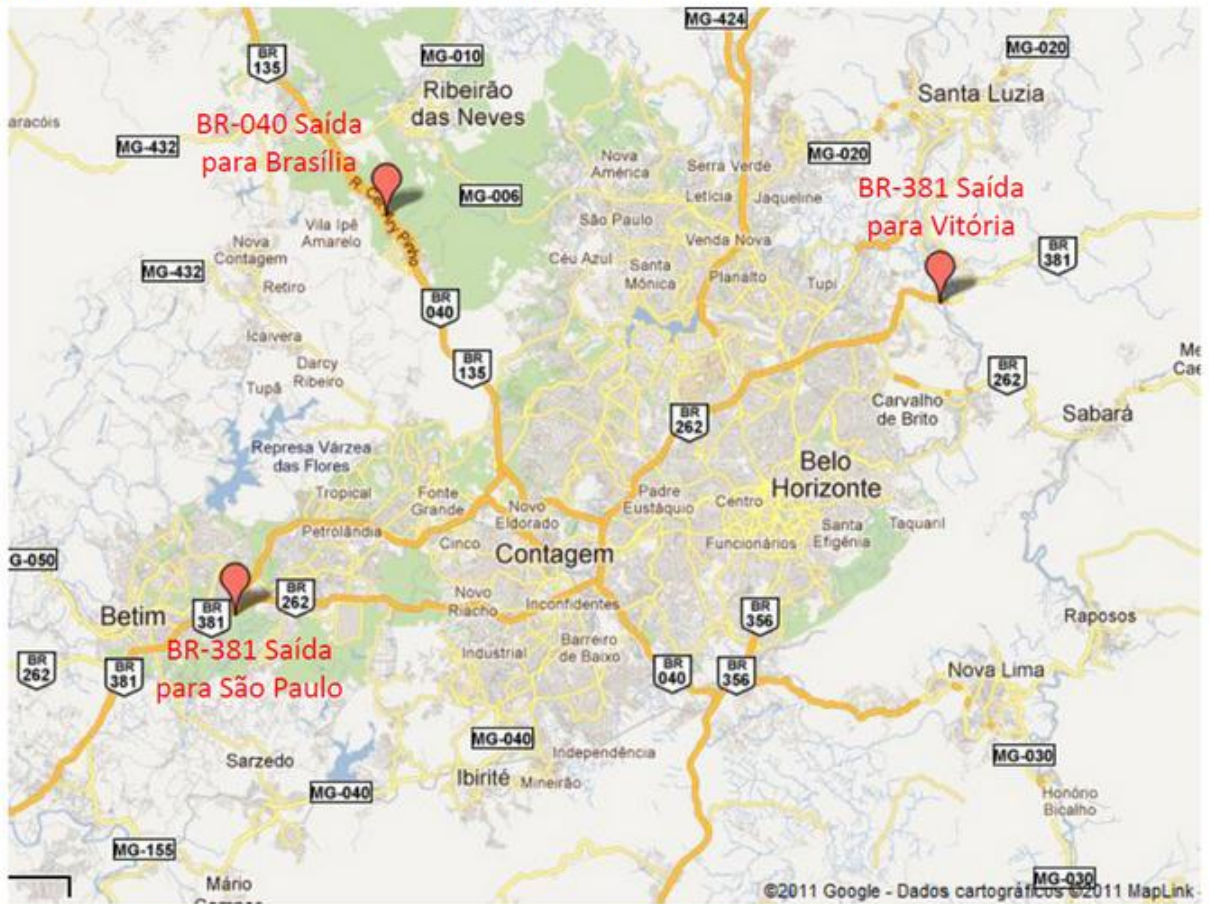 MG-424
BR
135
MG-010
MG-020
Ribeirão
das Neves
Santa Luzia
aracóis
BR-040 Saída
para Brasília
MG-432
Nova
América
Serra Verde
MG-020
BR-381 Saída
para Vitória
MG-006
Letícia
Jaqueline
São Paulo
Vila Ipê
Amarelo
Venda Nova
Nova
Contagem
BR
381
Céu Azul
Santa
Mônica
Planalto
Tupi
MG-432
Retiro
BR
040
Icaivera
BR
135
Darcy
Ribeiro
Tupã
BR
262
Me
Cae
Carvalho
de Brito
Sabará
BR
262
Represa Várzea
das Flores
Belo
Horizonte
Tropical
Fonte
Grande
Novo
Eldorado
Padre
Eustáquio
Centro
Santa
Efigênia
Taquaril
Petrolândia
Cinco
Contagem
Funcionários
G-050
BR
262
Novo
Riacho
Inconfidentes
Betim
BR
381
BR
356
Raposos
BR-381 Saída
para São Paulo
Industrial
Barreiro
de Baixo
BR
262
BR
381
BR
040
BR
356
Nova Lima
MG-040
Independência
Sarzedo
Ibirité
Mineirão
MG-030
MG-040
Honório
Bicalho
MG-155
Mário
MG-030
©2011 Google - Dados cartográficos ©2011 MapLink